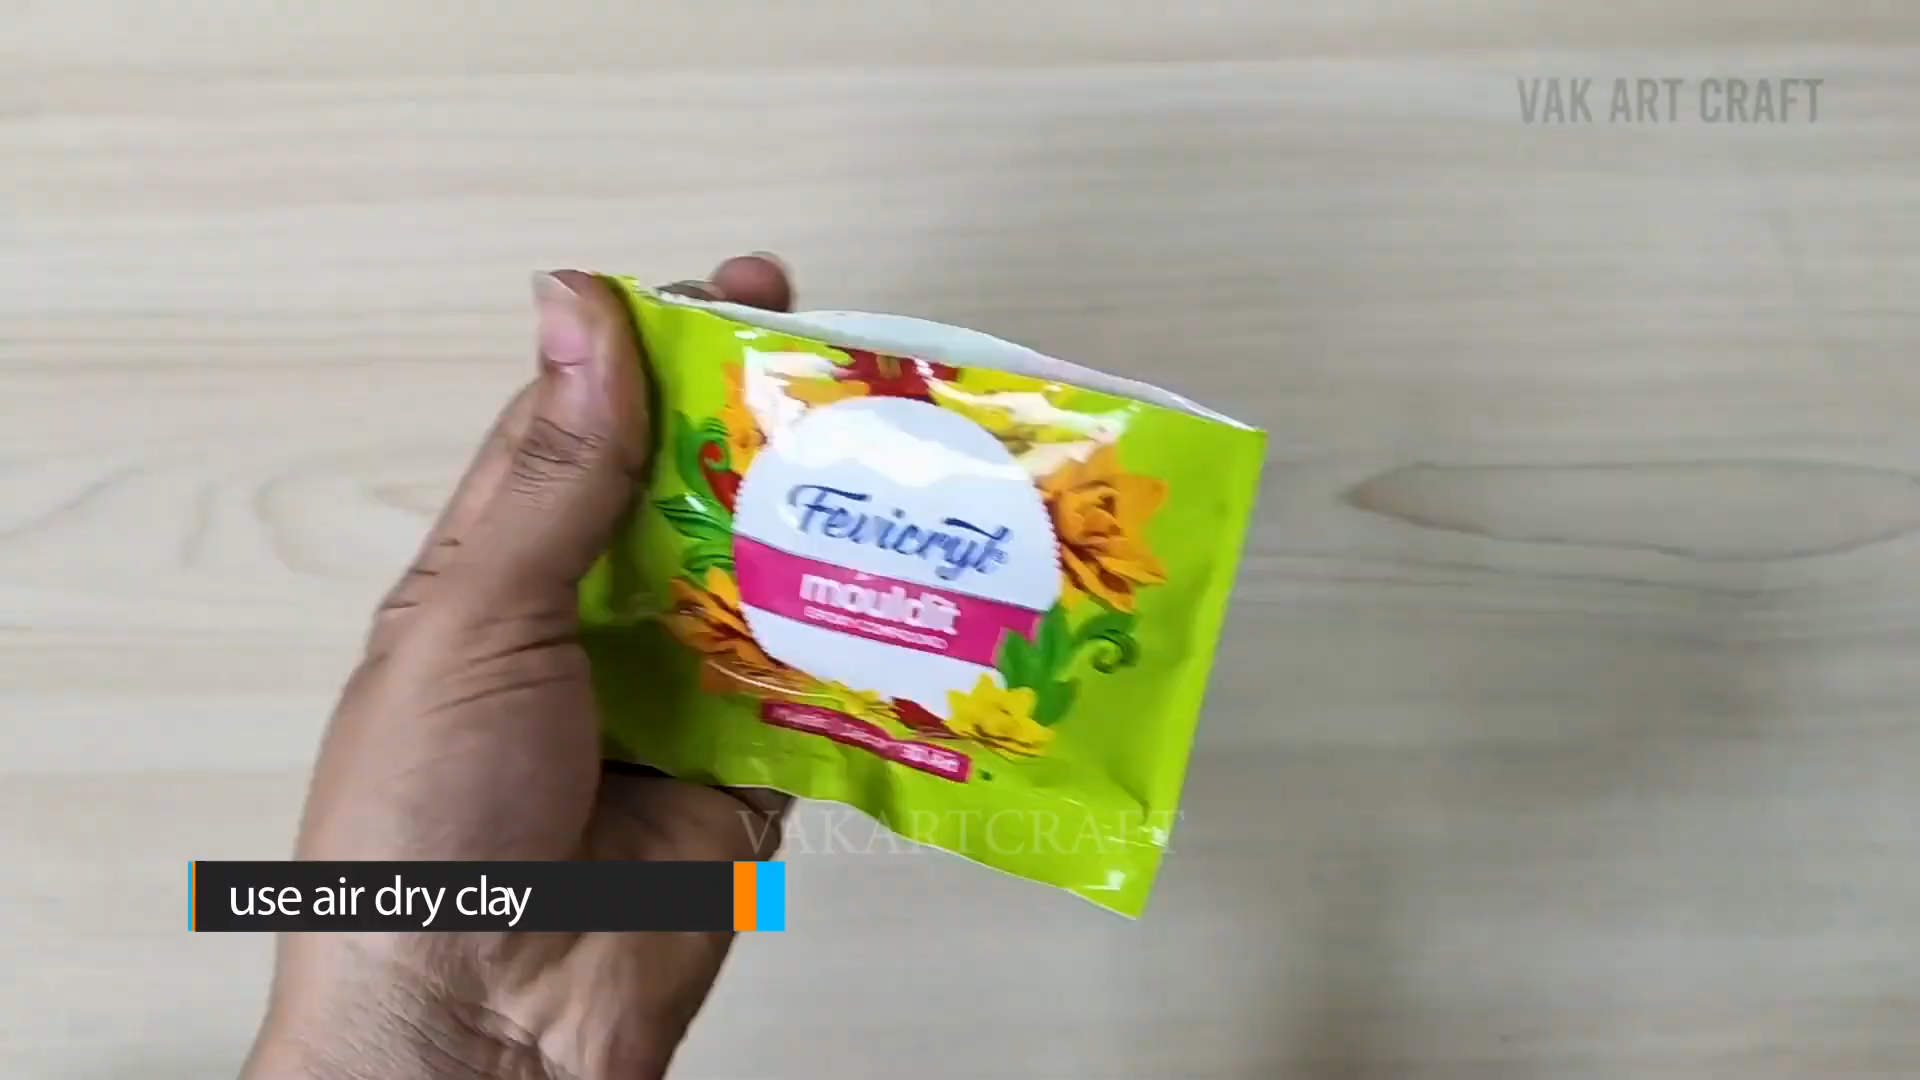 VAK ART CRAFT
Fevicryl
mouldit
VAKARTCRAFT
use air dry clay